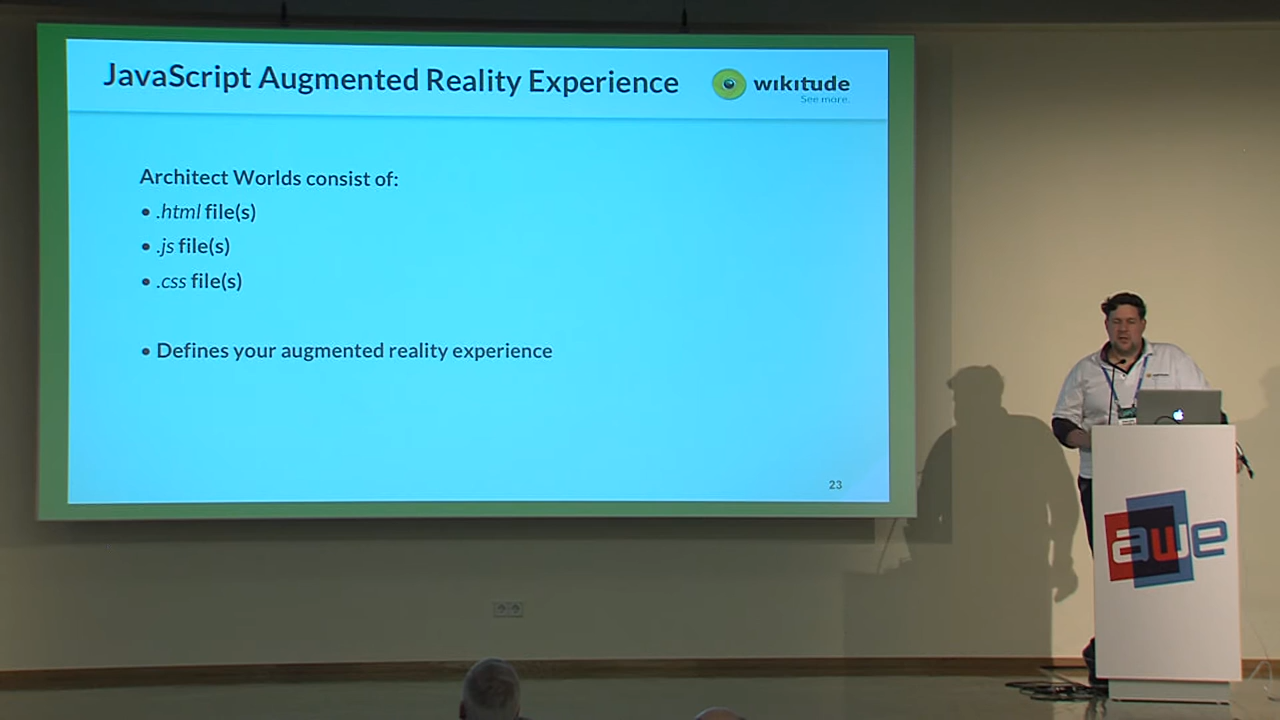 JavaScript Augmented Reality Experience
wikitude
See more.
Architect Worlds consist of:
• .html file(s)
• .js file(s)
• .css file(s)
• Defines your augmented reality experience
23
awe